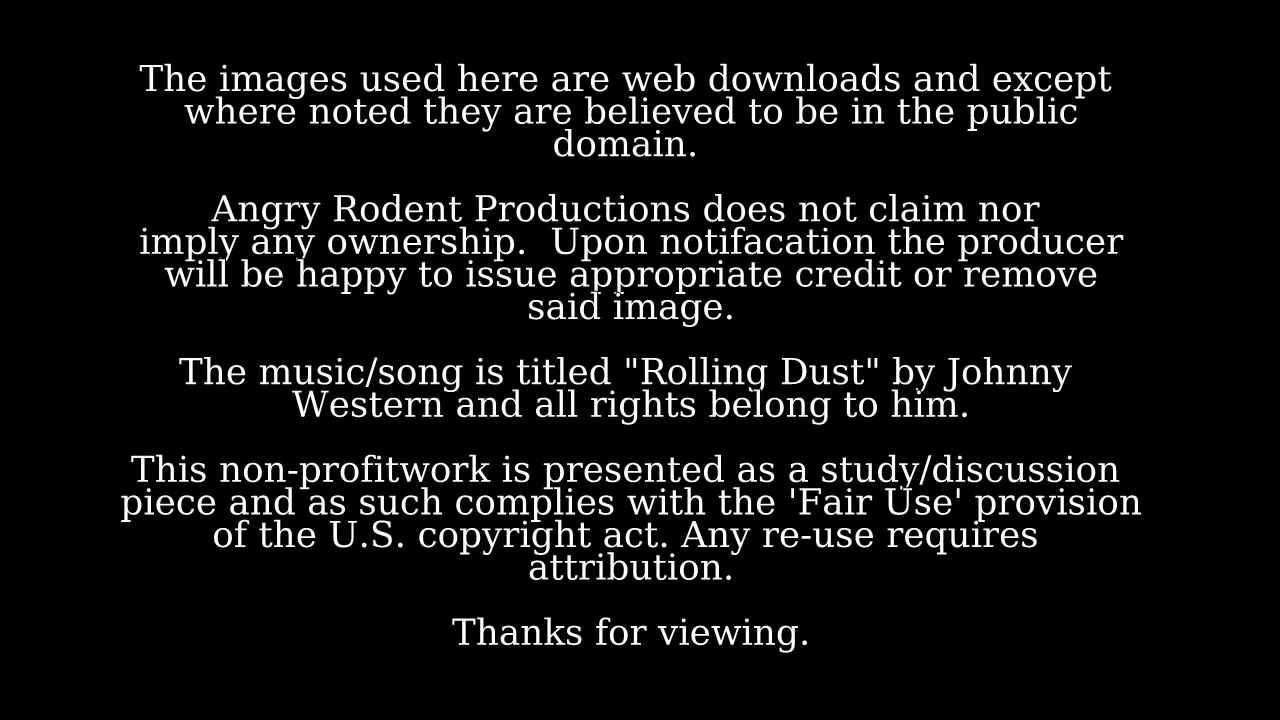 The images used here are web downloads and except
where noted they are believed to be in the public
domain.
Angry Rodent Productions does not claim nor
imply any ownership.  Upon notifacation the producer
will be happy to issue appropriate credit or remove
said image.
The music/song is titled "Rolling Dust" by Johnny
Western and all rights belong to him.
This non-profitwork is presented as a study/discussion
piece and as such complies with the 'Fair Use' provision
of the U.S. copyright act. Any re-use requires
attribution.
Thanks for viewing.